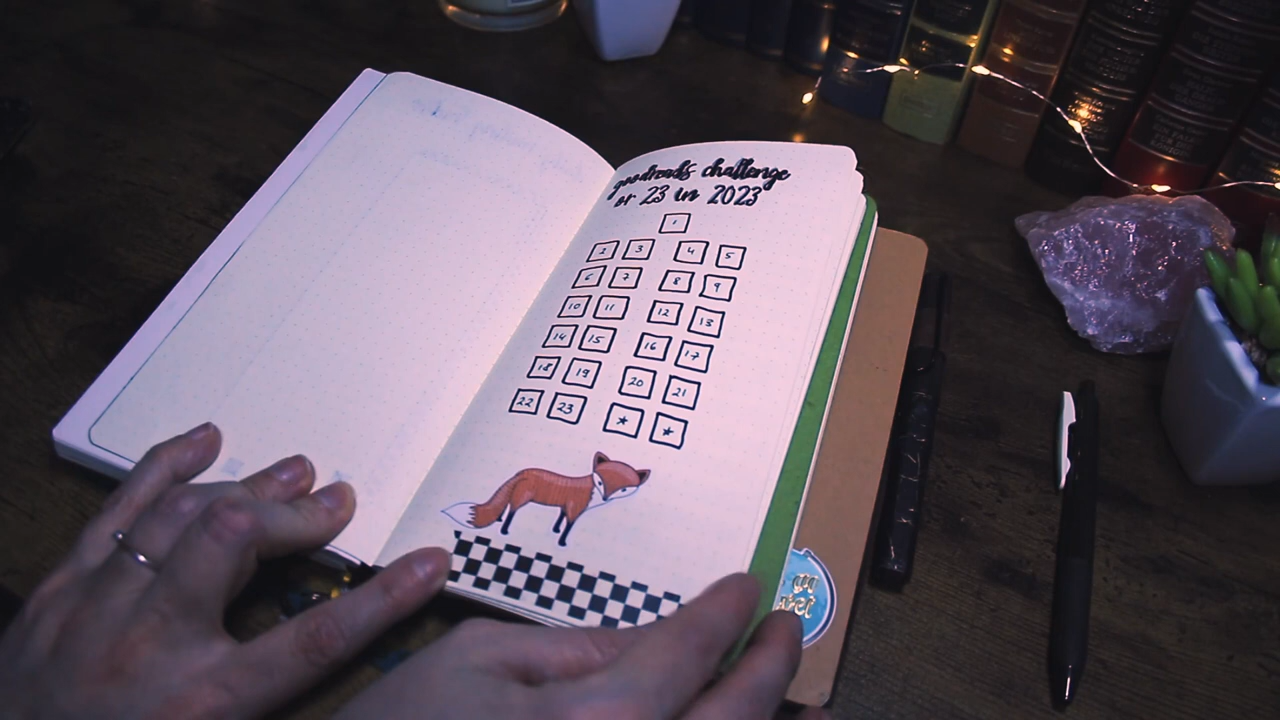 goodreads challenge
or 23 in 2023
1
2 3 4 5
6 7 8 9
10 11 12 13
14 15 16 17
18 19 20 21
22 23 * *